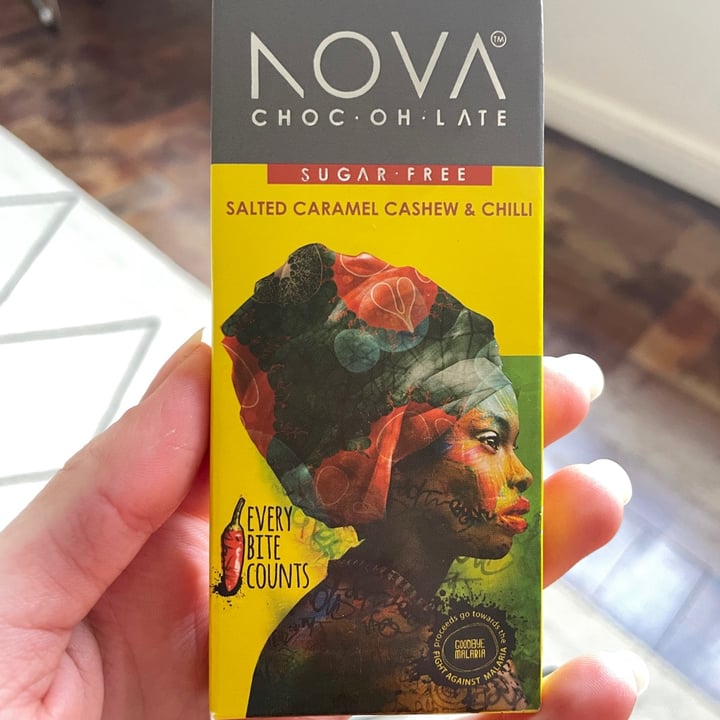 NOVA™
CHOC·OH·LATE
SUGAR·FREE
SALTED CARAMEL CASHEW & CHILLI
EVERY
BITE
COUNTS
proceeds go towards the
FIGHT AGAINST MALARIA
GOODBYE
MALARIA